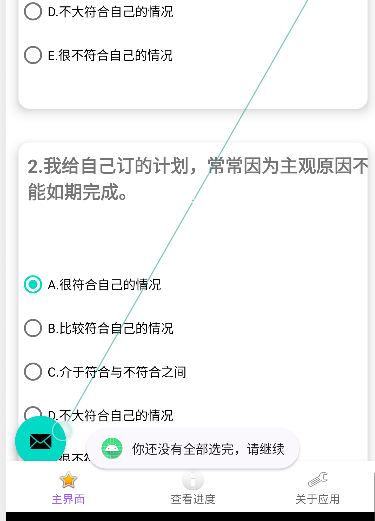 D.不大符合自己的情况
E.很不符合自己的情况
2.我给自己订的计划，常常因为主观原因不
能如期完成。
A.很符合自己的情况
B.比较符合自己的情况
C.介于符合与不符合之间
D.不大符合自己的情况
你还没有全部选完，请继续
主界面
查看进度
关于应用